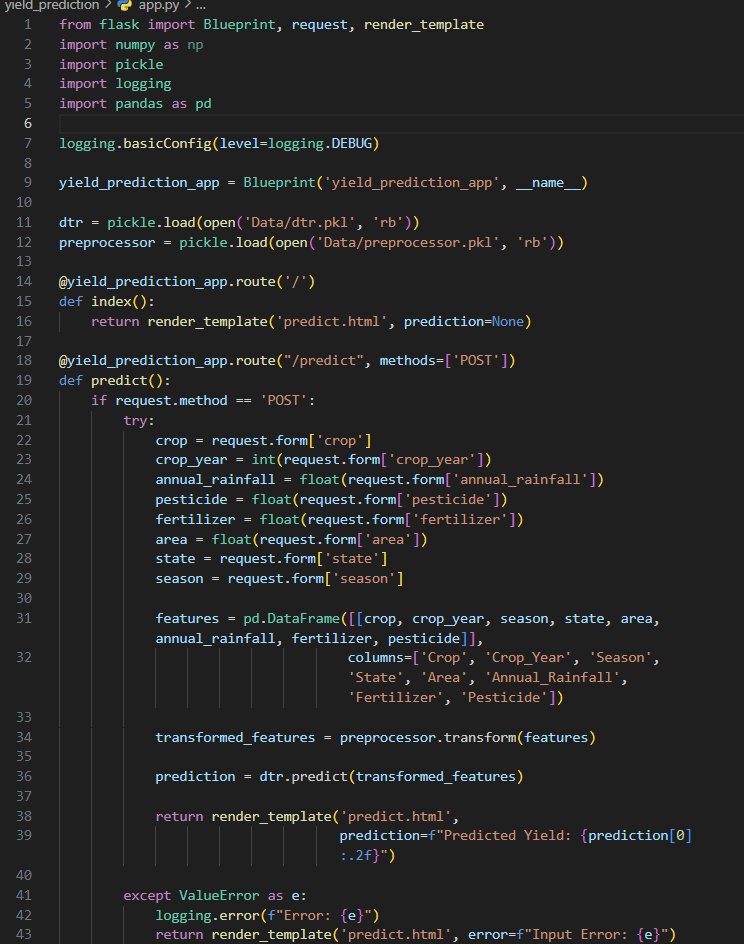 yield_prediction > app.py > ...
1 from flask import Blueprint, request, render_template
2 import numpy as np
3 import pickle
4 import logging
5 import pandas as pd
6
7 logging.basicConfig(level=logging.DEBUG)
8
9 yield_prediction_app = Blueprint('yield_prediction_app', __name__)
10
11 dtr = pickle.load(open('Data/dtr.pkl', 'rb'))
12 preprocessor = pickle.load(open('Data/preprocessor.pkl', 'rb'))
13
14 @yield_prediction_app.route('/')
15 def index():
16     return render_template('predict.html', prediction=None)
17
18 @yield_prediction_app.route("/predict", methods=['POST'])
19 def predict():
20     if request.method == 'POST':
21         try:
22             crop = request.form['crop']
23             crop_year = int(request.form['crop_year'])
24             annual_rainfall = float(request.form['annual_rainfall'])
25             pesticide = float(request.form['pesticide'])
26             fertilizer = float(request.form['fertilizer'])
27             area = float(request.form['area'])
28             state = request.form['state']
29             season = request.form['season']
30
31             features = pd.DataFrame([[crop, crop_year, season, state, area,
            annual_rainfall, fertilizer, pesticide]],
32                                     columns=['Crop', 'Crop_Year', 'Season',
                                    'State', 'Area', 'Annual_Rainfall',
                                    'Fertilizer', 'Pesticide'])
33
34             transformed_features = preprocessor.transform(features)
35
36             prediction = dtr.predict(transformed_features)
37
38             return render_template('predict.html',
39                                    prediction=f"Predicted Yield: {prediction[0]
                                   :.2f}")
40
41         except ValueError as e:
42             logging.error(f"Error: {e}")
43             return render_template('predict.html', error=f"Input Error: {e}")